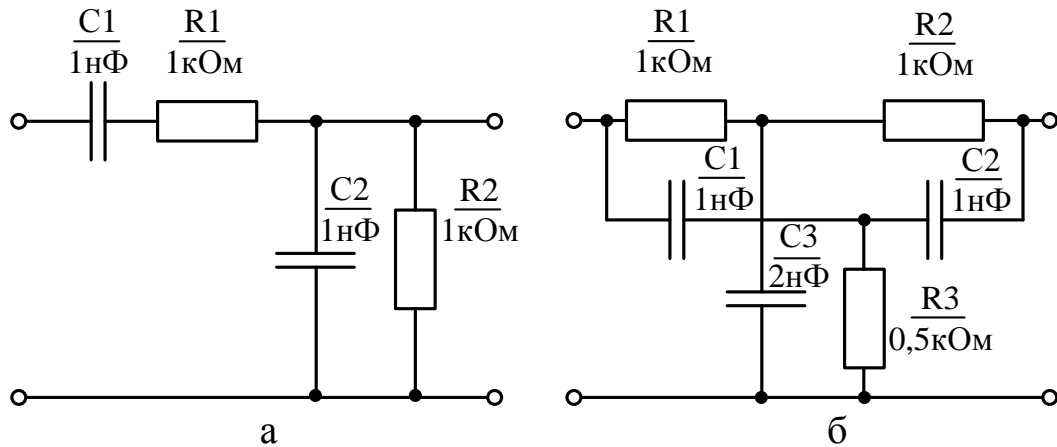 C1
1нФ
R1
1кОм
C2
1нФ
R2
1кОм
а
R1
1кОм
R2
1кОм
C1
1нФ
C2
1нФ
C3
2нФ
R3
0,5кОм
б